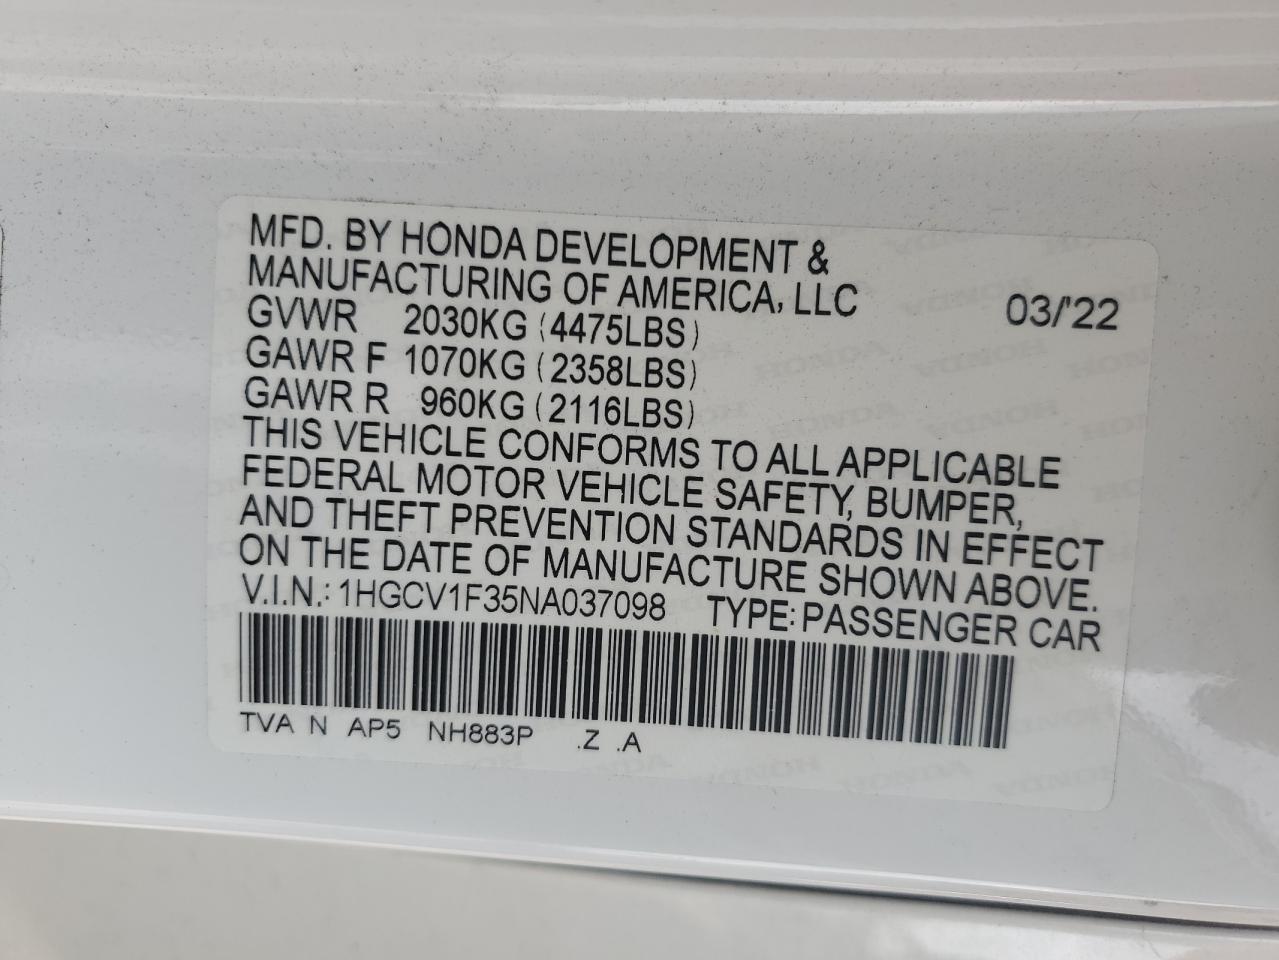 MFD. BY HONDA DEVELOPMENT &
MANUFACTURING OF AMERICA, LLC 03/'22
GVWR 2030KG (4475LBS)
GAWR F 1070KG (2358LBS)
GAWR R 960KG (2116LBS)
THIS VEHICLE CONFORMS TO ALL APPLICABLE
FEDERAL MOTOR VEHICLE SAFETY, BUMPER,
AND THEFT PREVENTION STANDARDS IN EFFECT
ON THE DATE OF MANUFACTURE SHOWN ABOVE.
V.I.N.: 1HGCV1F35NA037098 TYPE: PASSENGER CAR
TVA N AP5 NH883P .Z .A